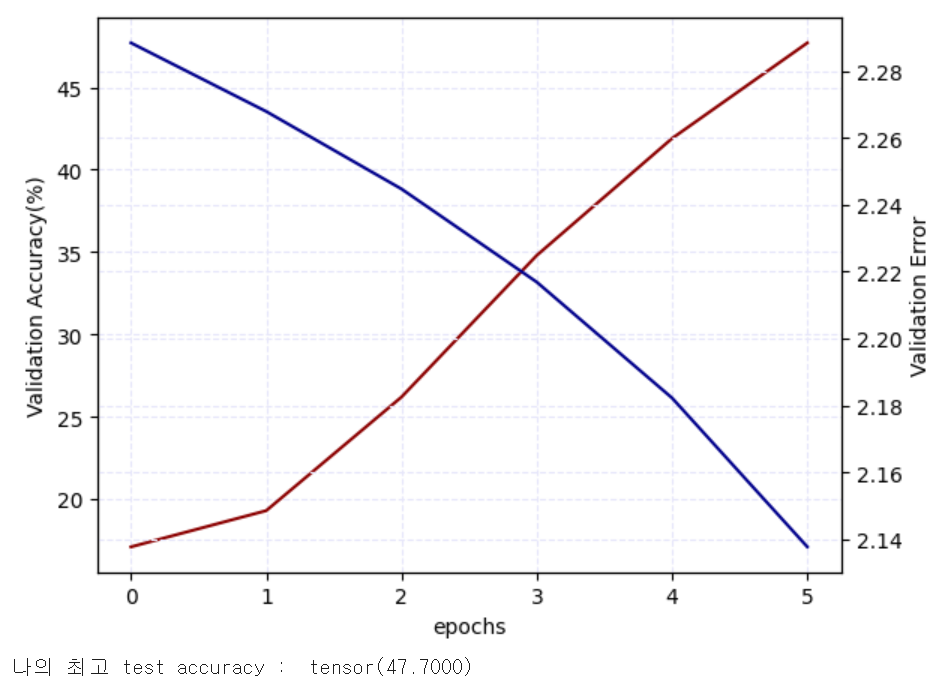 45
40
35
30
25
20
Validation Accuracy(%)
2.28
2.26
2.24
2.22
2.20
2.18
2.16
2.14
Validation Error
0 1 2 3 4 5
epochs
나의 최고 test accuracy :  tensor(47.7000)